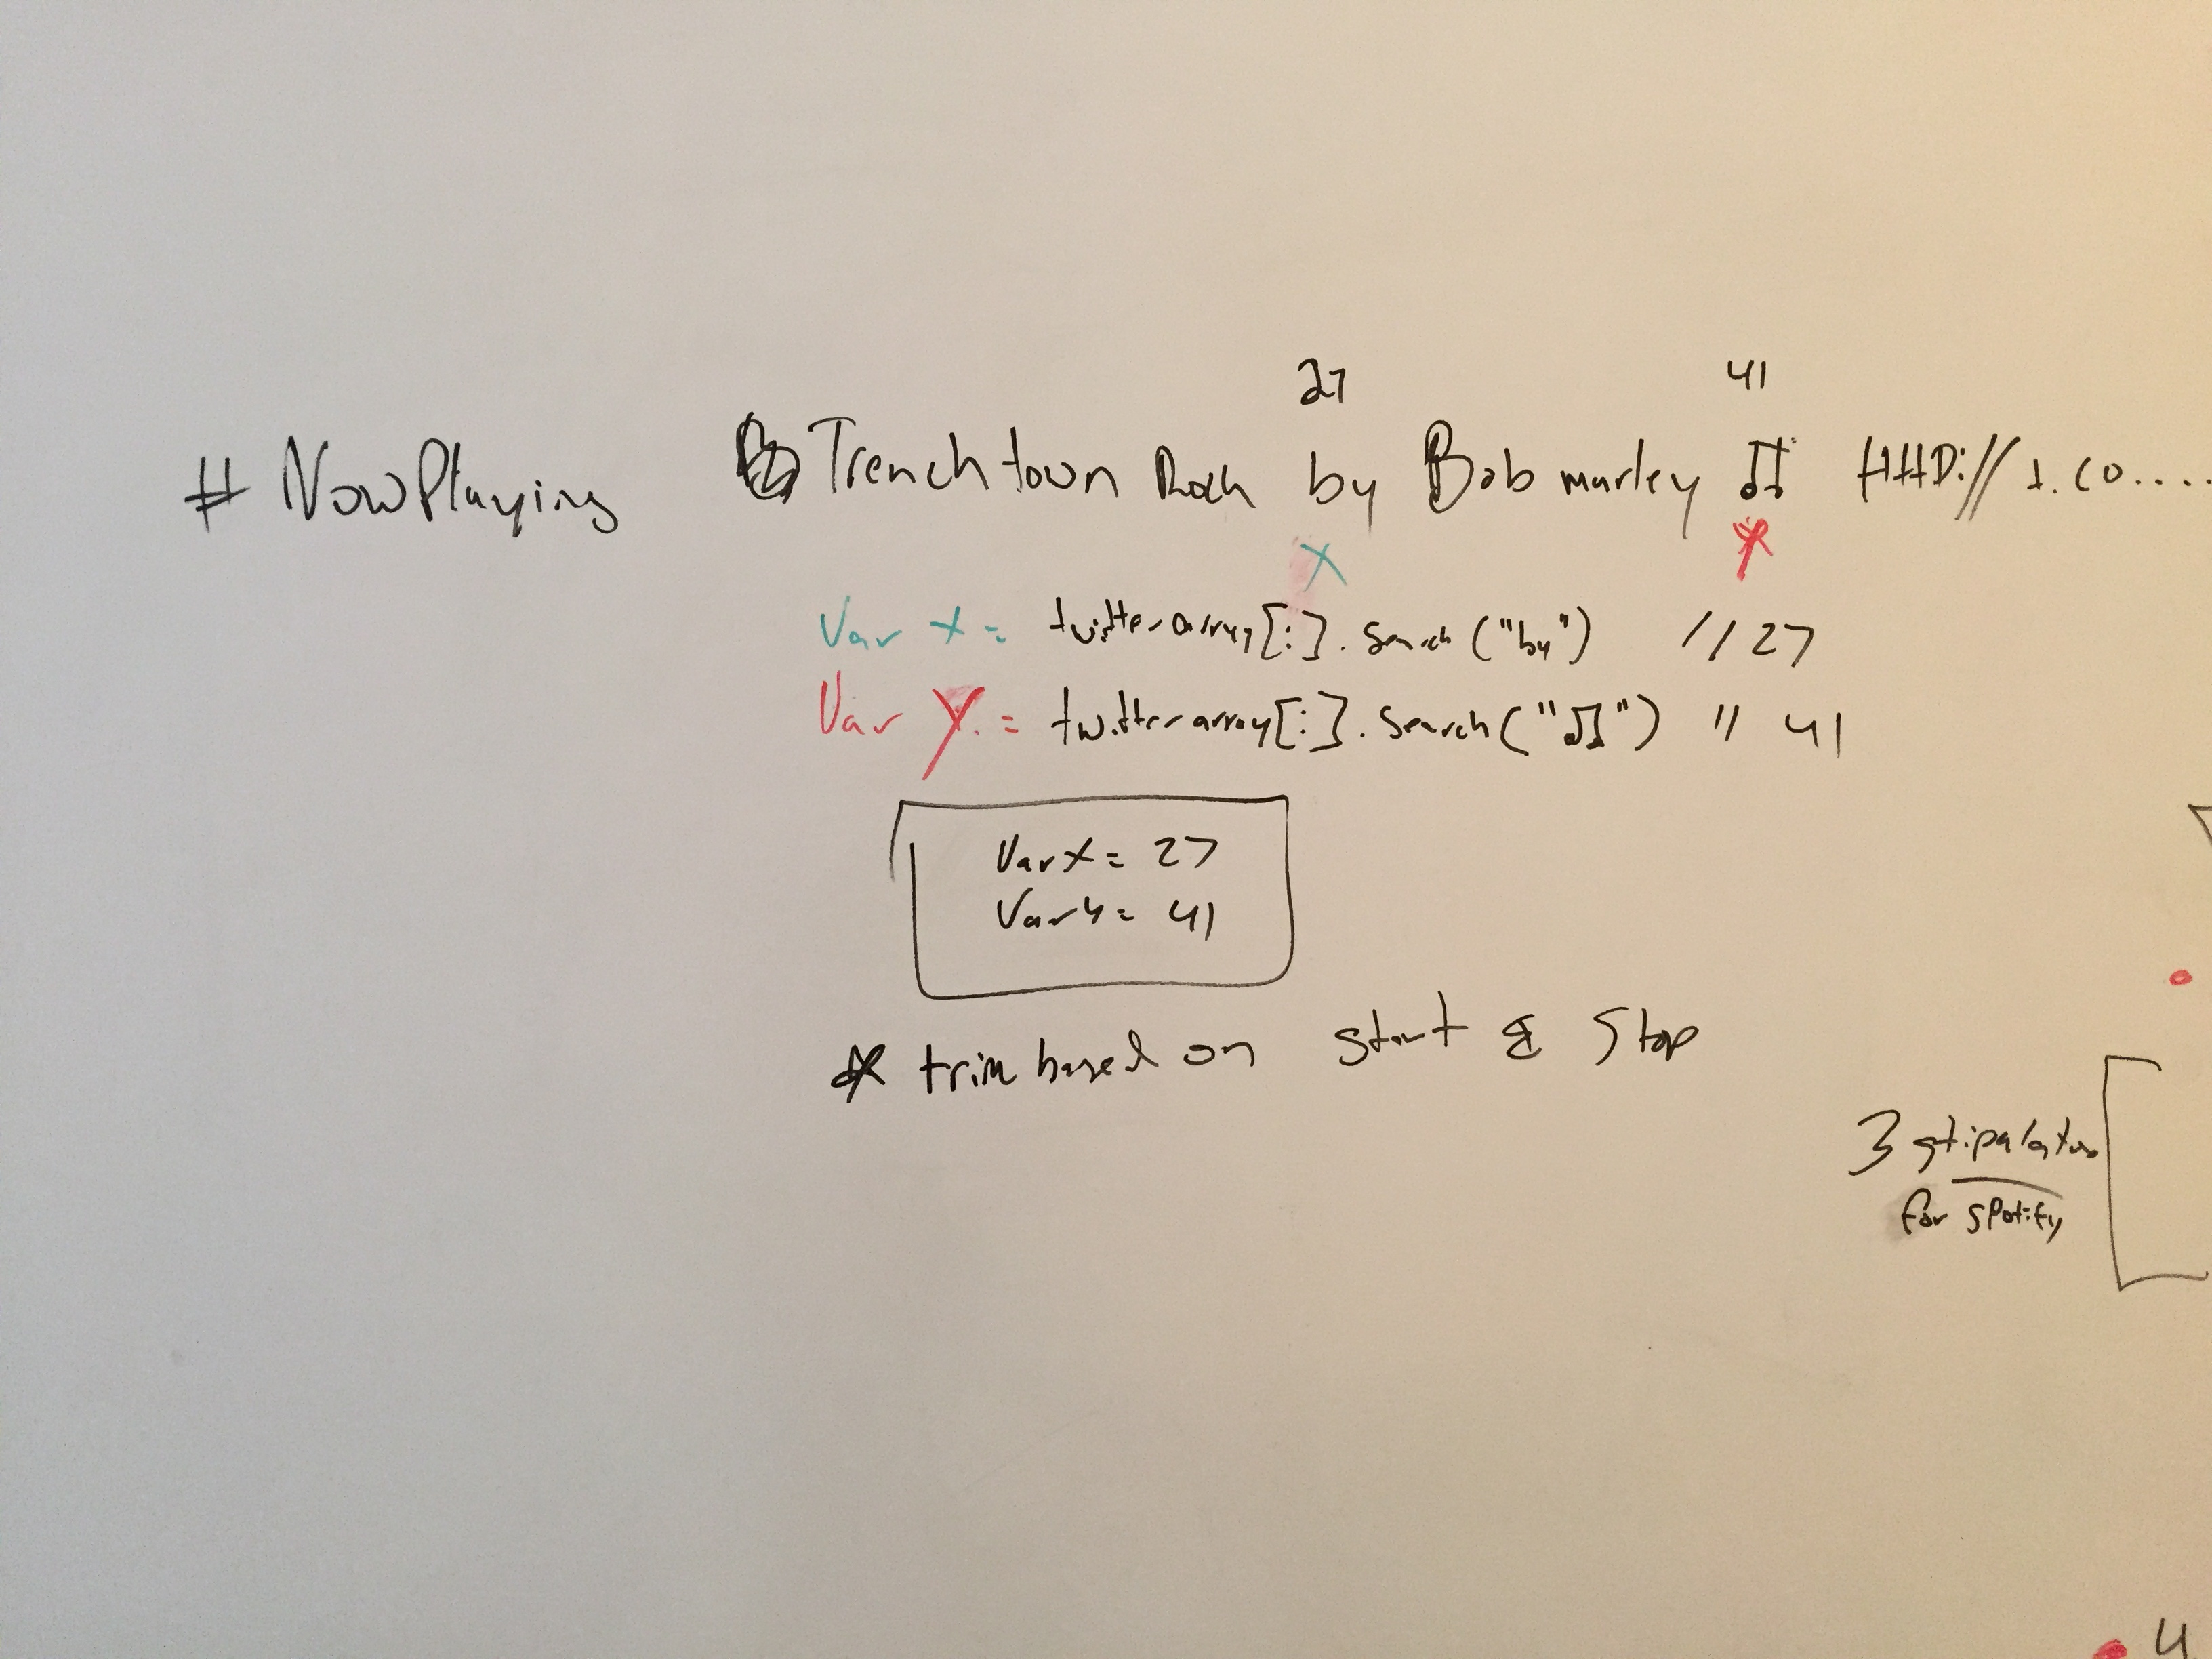 27 41
#NowPlaying Trenchtown Rock by Bob marley ♫ HTTP://t.co....
X Y
Var x = twitterarray[i].search("by") // 27
Var y = twitterarray[i].search("♫") // 41
Var x = 27
Var y = 41
* trim based on start & stop
3 stipulations
for spotify
4